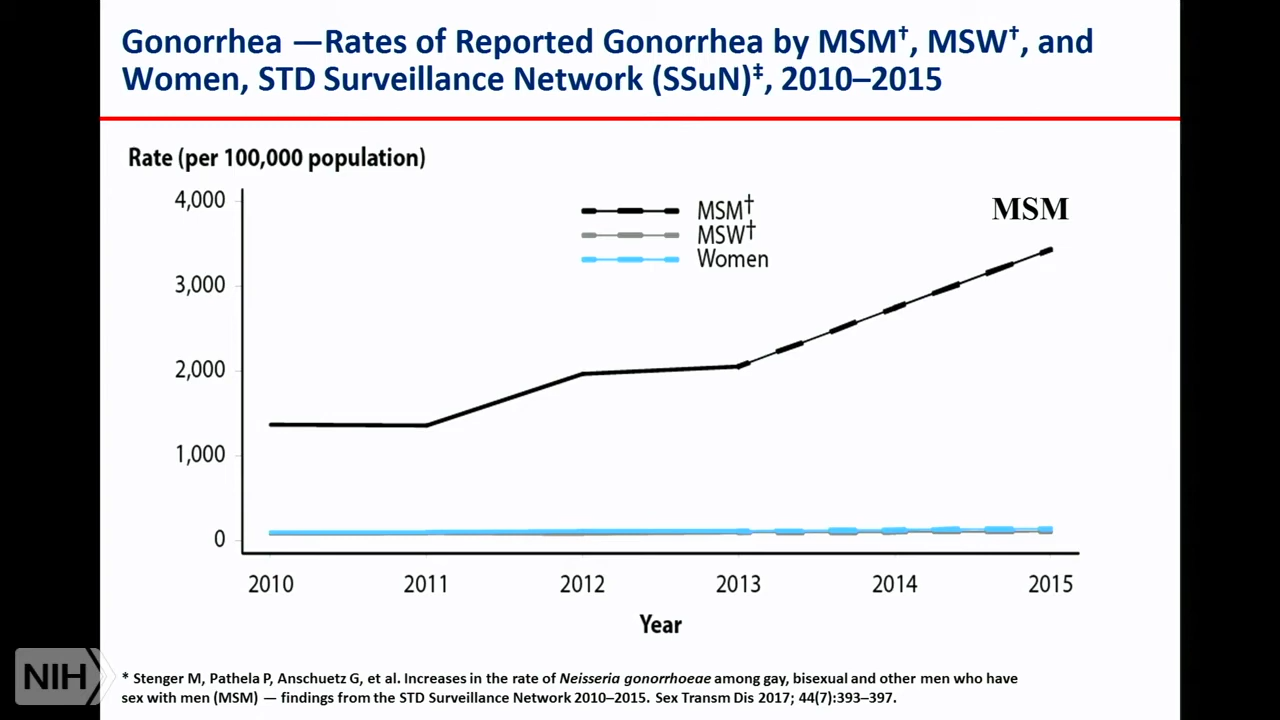 Gonorrhea —Rates of Reported Gonorrhea by MSM†, MSW†, and
Women, STD Surveillance Network (SSuN)‡, 2010–2015
Rate (per 100,000 population)
4,000
3,000
2,000
1,000
0
MSM†
MSW†
Women
MSM
2010 2011 2012 2013 2014 2015
Year
NIH
* Stenger M, Pathela P, Anschuetz G, et al. Increases in the rate of Neisseria gonorrhoeae among gay, bisexual and other men who have
sex with men (MSM) — findings from the STD Surveillance Network 2010–2015. Sex Transm Dis 2017; 44(7):393–397.